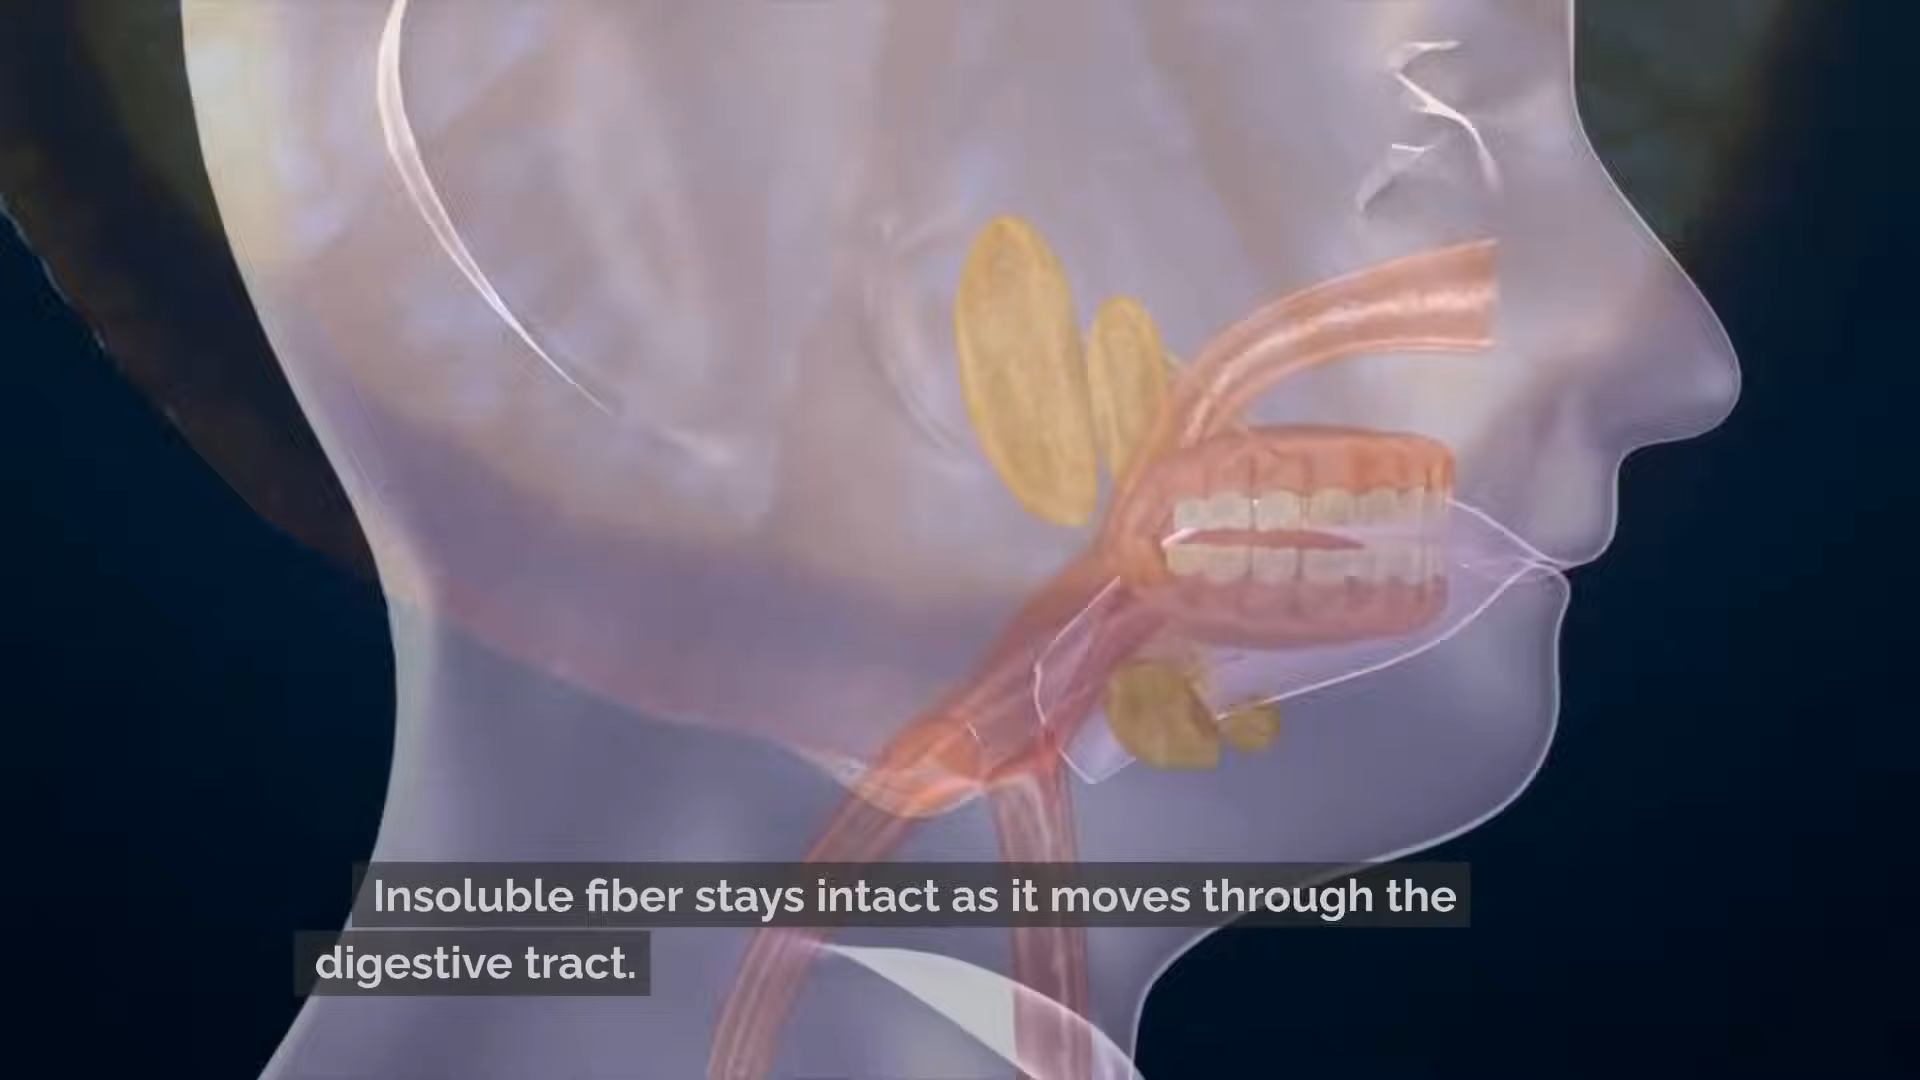 Insoluble fiber stays intact as it moves through the
digestive tract.